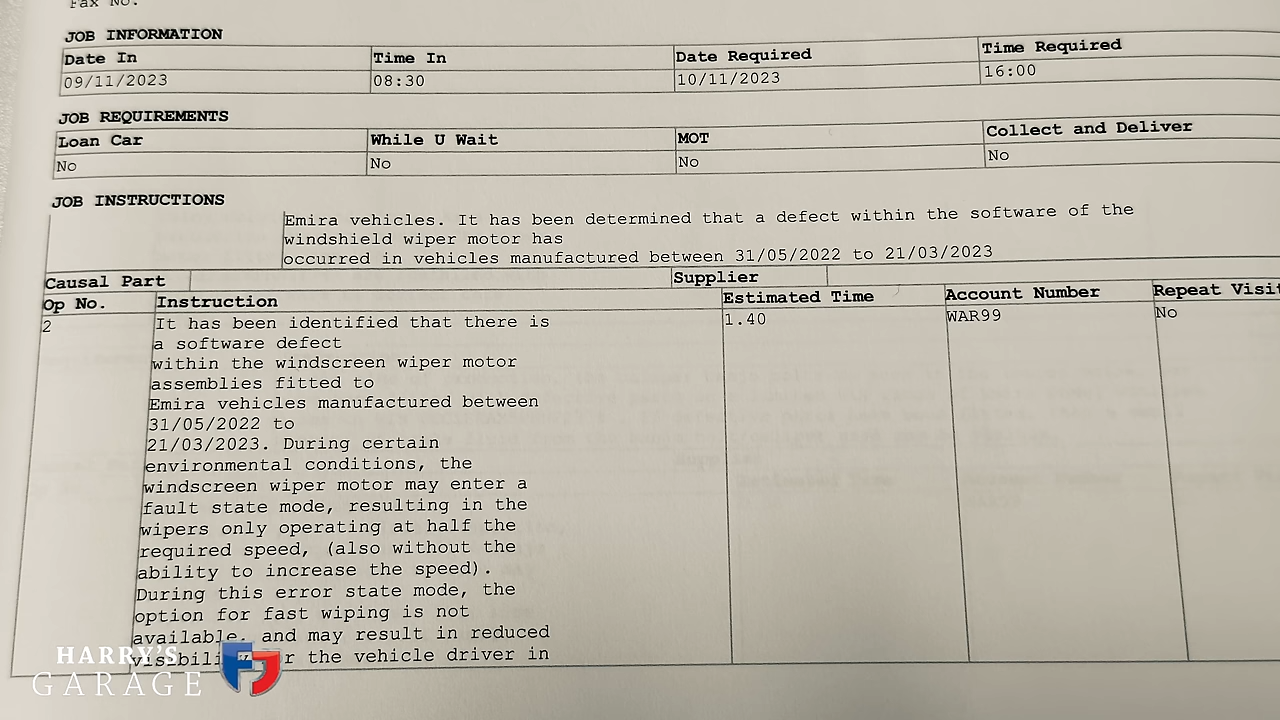 Fax No.
JOB INFORMATION
Date In Time In Date Required Time Required
09/11/2023 08:30 10/11/2023 16:00
JOB REQUIREMENTS
Loan Car While U Wait MOT Collect and Deliver
No No No No
JOB INSTRUCTIONS
Emira vehicles. It has been determined that a defect within the software of the
windshield wiper motor has
occurred in vehicles manufactured between 31/05/2022 to 21/03/2023
Causal Part Supplier
Op No. Instruction Estimated Time Account Number Repeat Visit
2 It has been identified that there is 1.40 WAR99 No
a software defect
within the windscreen wiper motor
assemblies fitted to
Emira vehicles manufactured between
31/05/2022 to
21/03/2023. During certain
environmental conditions, the
windscreen wiper motor may enter a
fault state mode, resulting in the
wipers only operating at half the
required speed, (also without the
ability to increase the speed).
During this error state mode, the
option for fast wiping is not
available, and may result in reduced
the vehicle driver in
HARRY'S
GARAGE